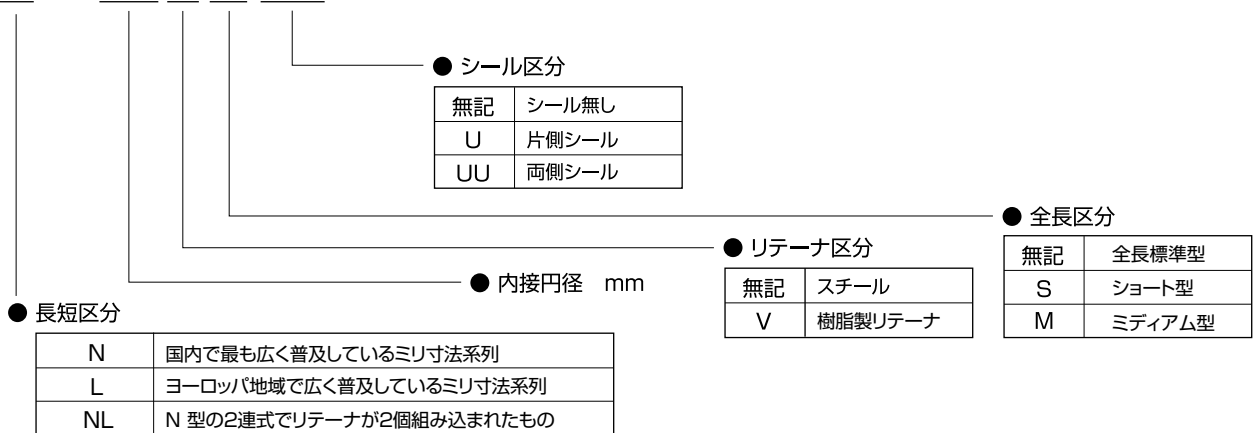 ● シール区分
無記 シール無し
U 片側シール
UU 両側シール
● 全長区分
無記 全長標準型
S ショート型
M ミディアム型
● リテーナ区分
無記 スチール
V 樹脂製リテーナ
● 内接円径 mm
● 長短区分
N 国内で最も広く普及しているミリ寸法系列
L ヨーロッパ地域で広く普及しているミリ寸法系列
NL N 型の2連式でリテーナが2個組み込まれたもの